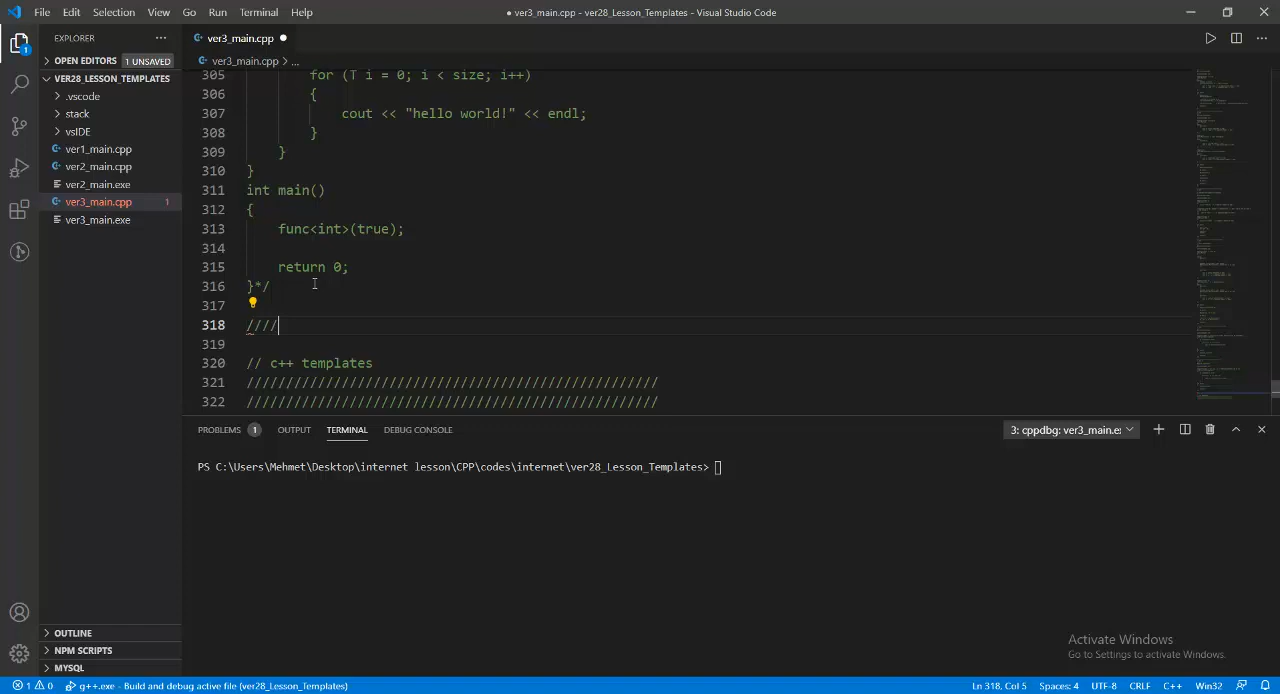 File Edit Selection View Go Run Terminal Help
● ver3_main.cpp - ver28_Lesson_Templates - Visual Studio Code
EXPLORER ...
OPEN EDITORS 1 UNSAVED
VER28_LESSON_TEMPLATES
.vscode
stack
vsIDE
ver1_main.cpp
ver2_main.cpp
ver2_main.exe
ver3_main.cpp 1
ver3_main.exe
OUTLINE
NPM SCRIPTS
MYSQL
ver3_main.cpp ●
ver3_main.cpp > ...
305 for (T i = 0; i < size; i++)
306 {
307 cout << "hello world!" << endl;
308 }
309 }
310 }
311 int main()
312 {
313 func<int>(true);
314
315 return 0;
316 }*/
317
318 ////
319
320 // c++ templates
321 ////////////////////////////////////////////////////
322 ////////////////////////////////////////////////////
PROBLEMS 1 OUTPUT TERMINAL DEBUG CONSOLE
3: cppdbg: ver3_main.e
PS C:\Users\Mehmet\Desktop\internet lesson\CPP\codes\internet\ver28_Lesson_Templates>
Activate Windows
Go to Settings to activate Windows.
1 0 g++.exe - Build and debug active file (ver28_Lesson_Templates)
Ln 318, Col 5 Spaces: 4 UTF-8 CRLF C++ Win32